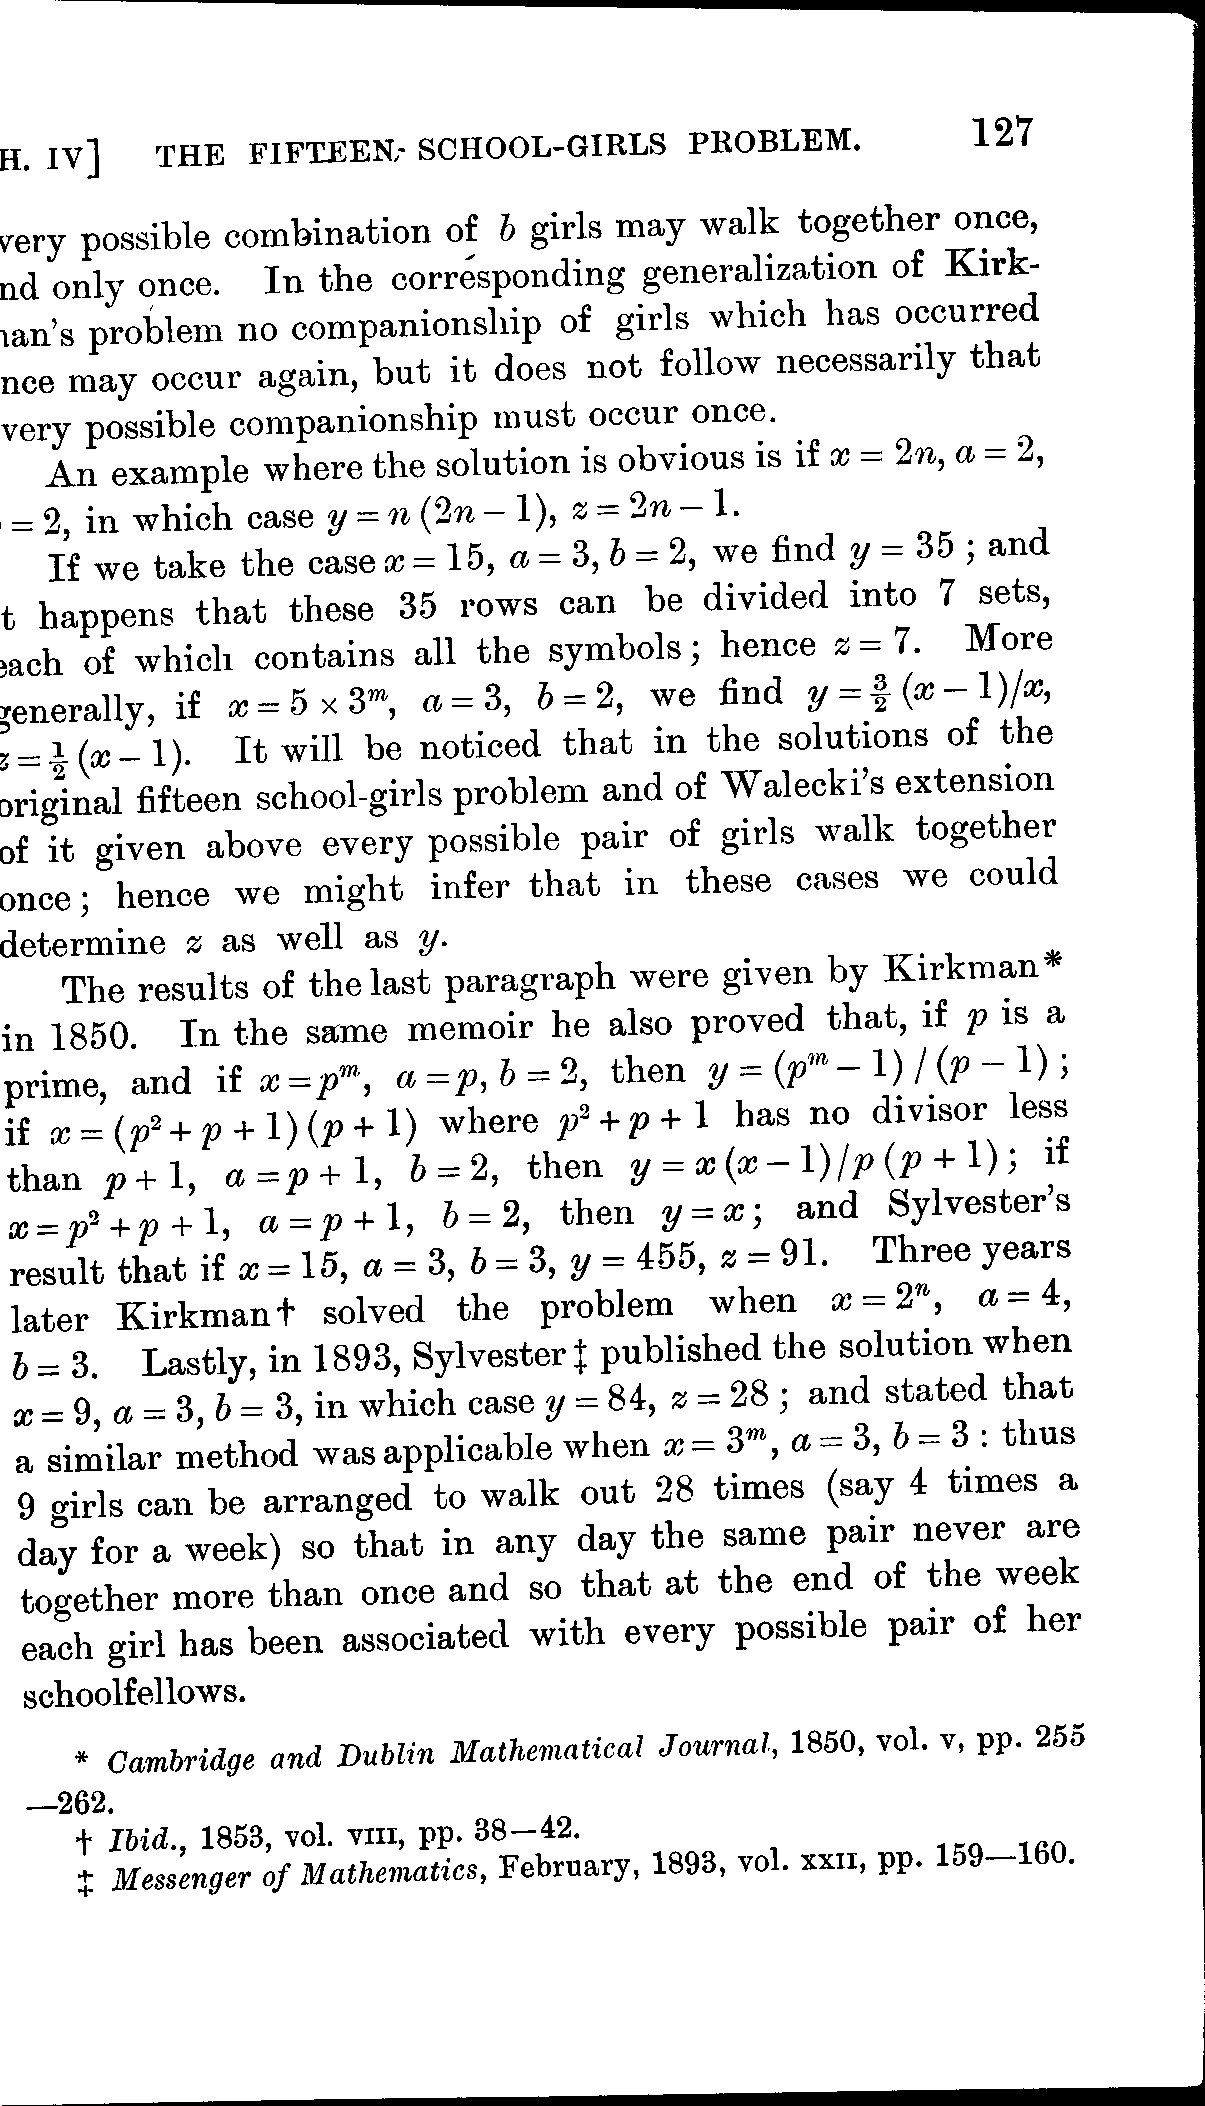 H. IV] THE FIFTEEN SCHOOL-GIRLS PROBLEM. 127
very possible combination of b girls may walk together once,
nd only once. In the corresponding generalization of Kirk-
an's problem no companionship of girls which has occurred
nce may occur again, but it does not follow necessarily that
very possible companionship must occur once.
An example where the solution is obvious is if x = 2n, a = 2,
= 2, in which case y = n (2n – 1), z = 2n – 1.
If we take the case x = 15, a = 3, b = 2, we find y = 35 ; and
t happens that these 35 rows can be divided into 7 sets,
each of which contains all the symbols ; hence z = 7. More
generally, if x = 5 × 3ᵐ, a = 3, b = 2, we find y = 3/2 (x – 1)/x,
z = 1/2 (x – 1). It will be noticed that in the solutions of the
original fifteen school-girls problem and of Walecki's extension
of it given above every possible pair of girls walk together
once ; hence we might infer that in these cases we could
determine z as well as y.
The results of the last paragraph were given by Kirkman*
in 1850. In the same memoir he also proved that, if p is a
prime, and if x = pᵐ, a = p, b = 2, then y = (pᵐ – 1) / (p – 1) ;
if x = (p² + p + 1) (p + 1) where p² + p + 1 has no divisor less
than p + 1, a = p + 1, b = 2, then y = x (x – 1)/p (p + 1) ; if
x = p² + p + 1, a = p + 1, b = 2, then y = x ; and Sylvester's
result that if x = 15, a = 3, b = 3, y = 455, z = 91. Three years
later Kirkman† solved the problem when x = 2ⁿ, a = 4,
b = 3. Lastly, in 1893, Sylvester‡ published the solution when
x = 9, a = 3, b = 3, in which case y = 84, z = 28 ; and stated that
a similar method was applicable when x = 3ᵐ, a = 3, b = 3 : thus
9 girls can be arranged to walk out 28 times (say 4 times a
day for a week) so that in any day the same pair never are
together more than once and so that at the end of the week
each girl has been associated with every possible pair of her
schoolfellows.
* Cambridge and Dublin Mathematical Journal, 1850, vol. v, pp. 255
—262.
† Ibid., 1853, vol. VIII, pp. 38—42.
‡ Messenger of Mathematics, February, 1893, vol. XXII, pp. 159—160.